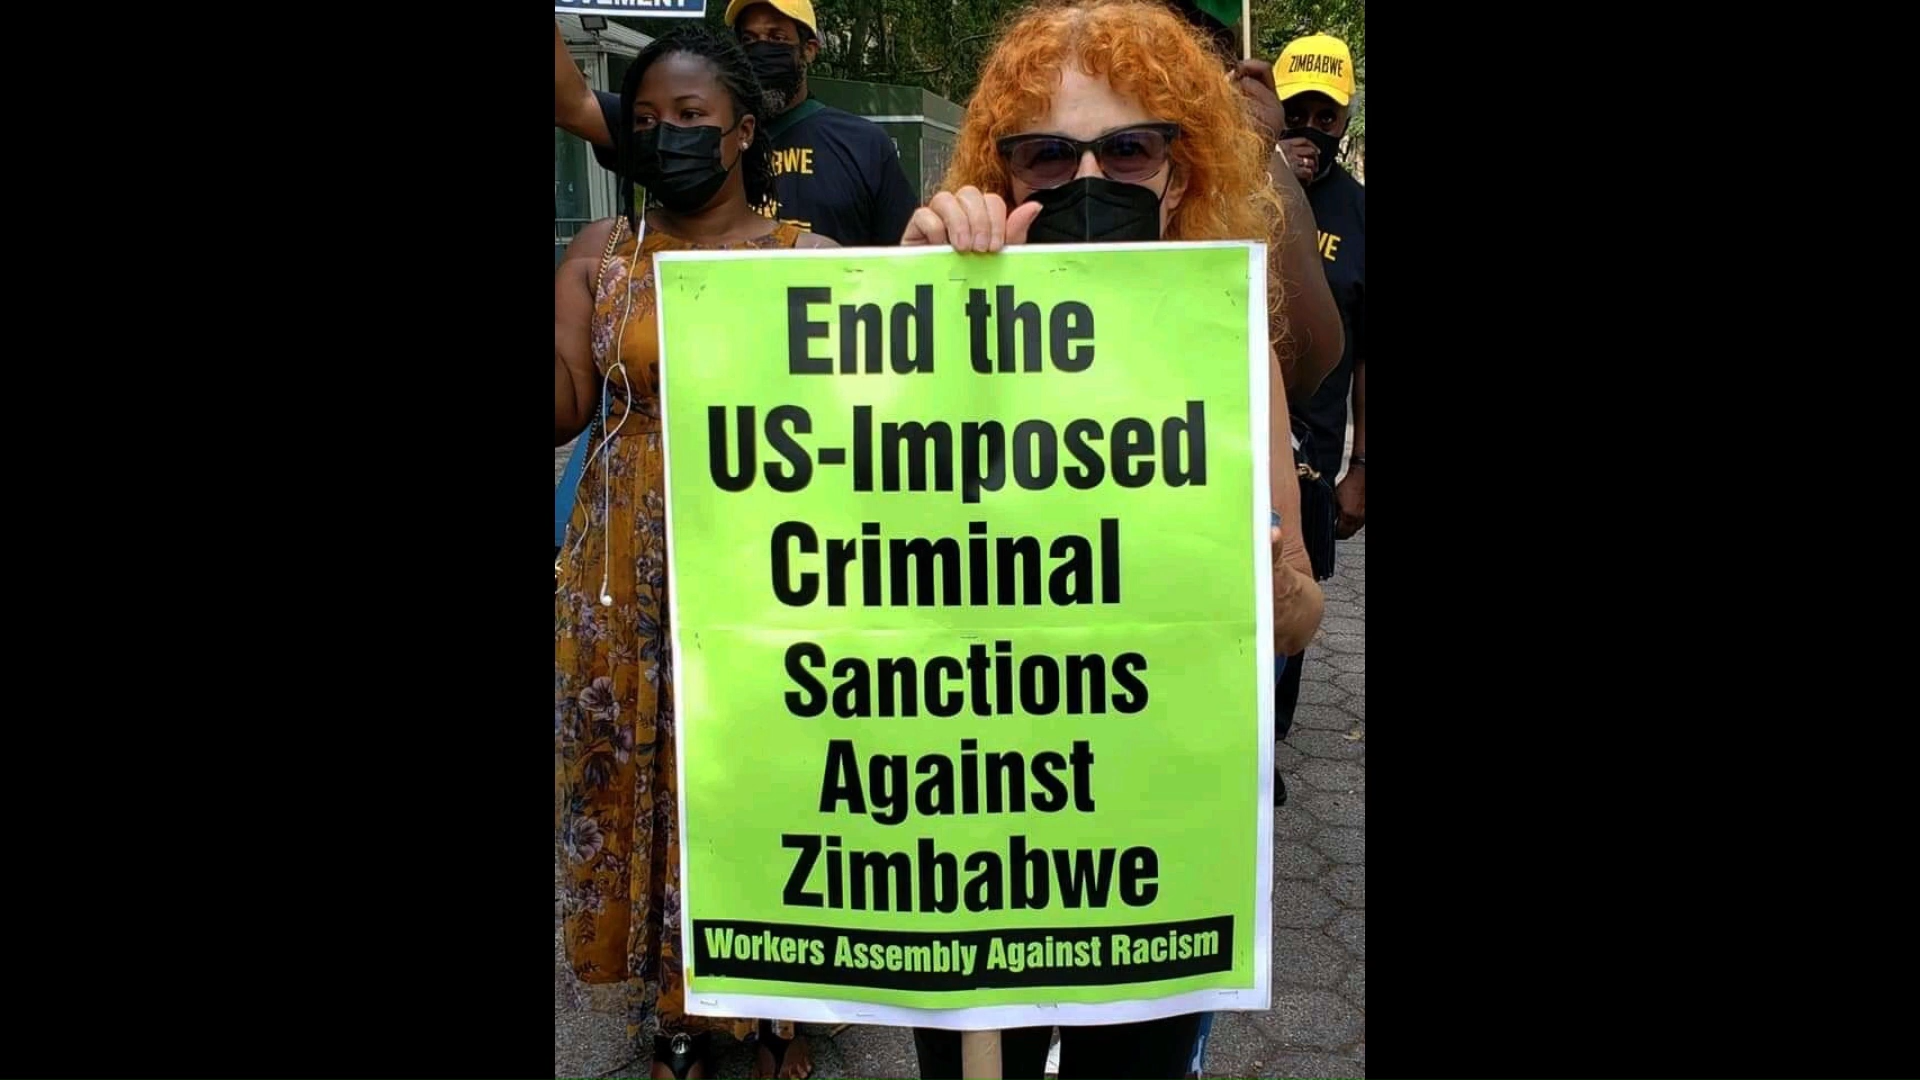 ZIMBABWE
End the
US-Imposed
Criminal
Sanctions
Against
Zimbabwe
Workers Assembly Against Racism